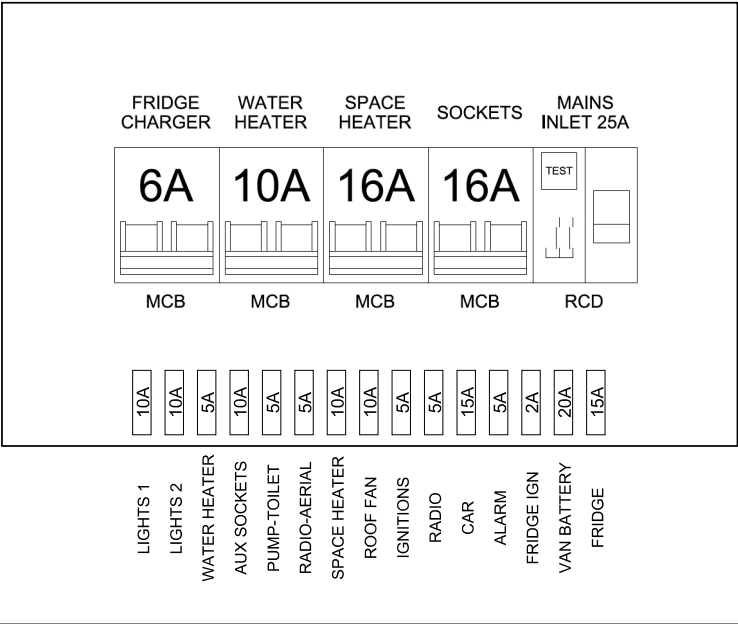 FRIDGE
CHARGER
WATER
HEATER
SPACE
HEATER
SOCKETS
MAINS
INLET 25A
6A
10A
16A
16A
TEST
MCB
MCB
MCB
MCB
RCD
10A
10A
5A
10A
5A
5A
10A
10A
5A
5A
15A
5A
2A
20A
15A
LIGHTS 1
LIGHTS 2
WATER HEATER
AUX SOCKETS
PUMP-TOILET
RADIO-AERIAL
SPACE HEATER
ROOF FAN
IGNITIONS
RADIO
CAR
ALARM
FRIDGE IGN
VAN BATTERY
FRIDGE